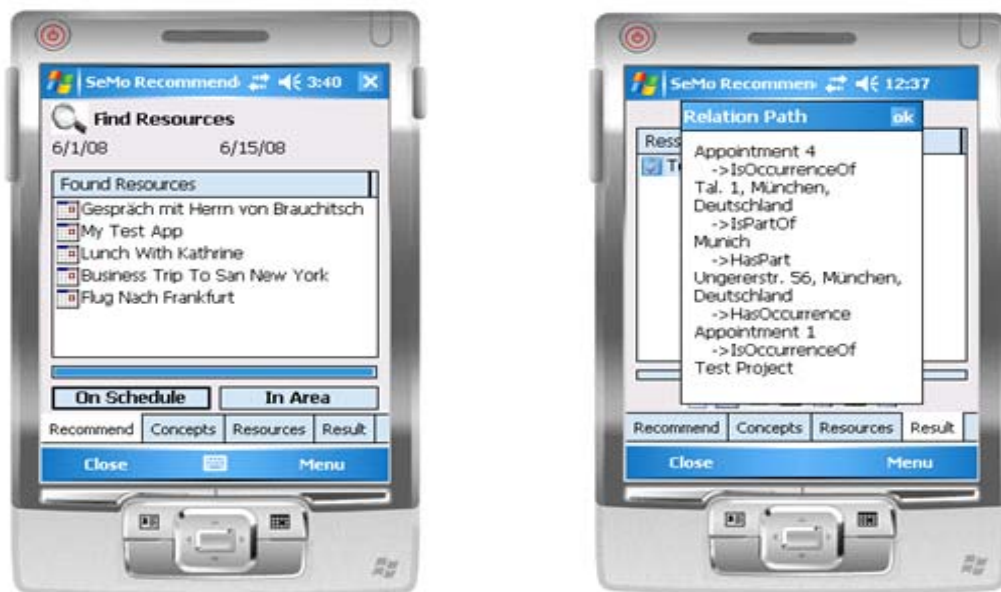 SeMo Recommend 3:40
Find Resources
6/1/08 6/15/08
Found Resources
Gespräch mit Herrn von Brauchitsch
My Test App
Lunch With Kathrine
Business Trip To San New York
Flug Nach Frankfurt
On Schedule In Area
Recommend Concepts Resources Result
Close Menu
SeMo Recommen 12:37
Relation Path ok
Ress
Appointment 4
->IsOccurrenceOf
Tal. 1, München,
Deutschland
->IsPartOf
Munich
->HasPart
Ungererstr. 56, München,
Deutschland
->HasOccurrence
Appointment 1
->IsOccurrenceOf
Test Project
Recommend Concepts Resources Result
Close Menu